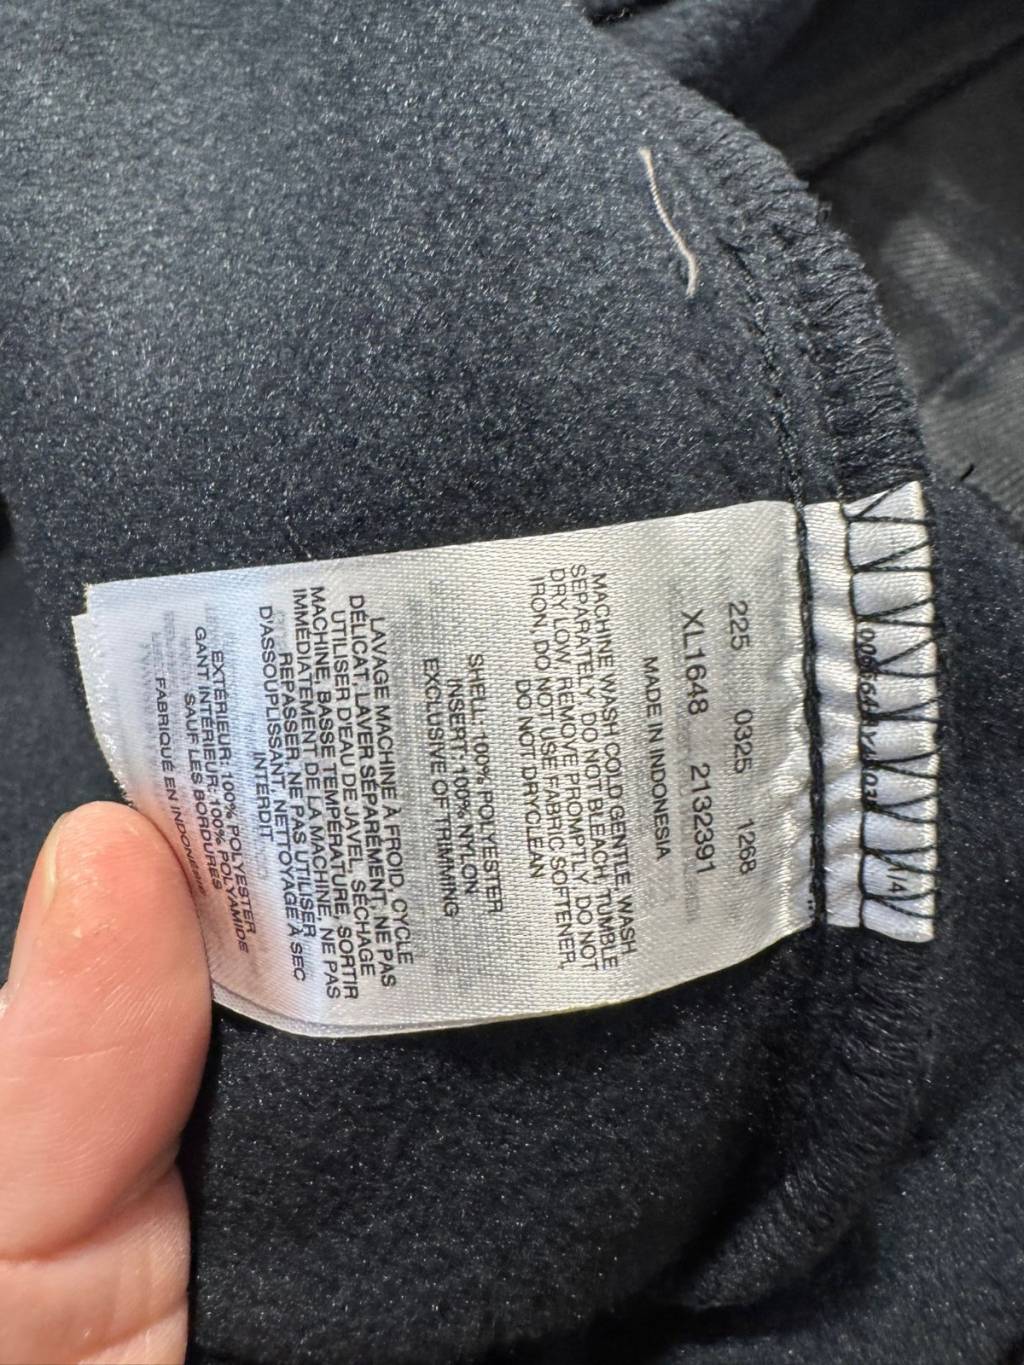 225 0325 1268
XL1648 2132391
MADE IN INDONESIA
MACHINE WASH COLD GENTLE, WASH
SEPARATELY, DO NOT BLEACH, TUMBLE
DRY LOW, REMOVE PROMPTLY, DO NOT
IRON, DO NOT USE FABRIC SOFTENER,
DO NOT DRYCLEAN
SHELL: 100% POLYESTER
INSERT: 100% NYLON
EXCLUSIVE OF TRIMMING
LAVAGE MACHINE À FROID, CYCLE
DÉLICAT, LAVER SÉPARÉMENT, NE PAS
UTILISER D'EAU DE JAVEL, SÉCHAGE
MACHINE, BASSE TEMPÉRATURE, SORTIR
IMMÉDIATEMENT DE LA MACHINE, NE PAS
REPASSER, NE PAS UTILISER
D'ASSOUPLISSANT, NETTOYAGE À SEC
INTERDIT
EXTÉRIEUR: 100% POLYESTER
GANT INTÉRIEUR: 100% POLYAMIDE
SAUF LES BORDURES
FABRIQUÉ EN INDONÉSIE
1/4